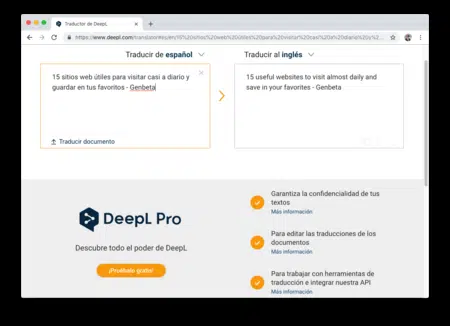 Traductor de DeepL
https://www.deepl.com/translator#es/en/15%20sitios%20web%20útiles%20para%20visitar%20casi%20a%20diario%20y%
Traducir de español
Traducir al inglés
15 sitios web útiles para visitar casi a diario y
guardar en tus favoritos - Genbeta
15 useful websites to visit almost daily and
save in your favorites - Genbeta
Traducir documento
DeepL Pro
Descubre todo el poder de DeepL
¡Pruébalo gratis!
Garantiza la confidencialidad de tus
textos
Más información
Para editar las traducciones de los
documentos
Más información
Para trabajar con herramientas de
traducción e integrar nuestra API
Más información